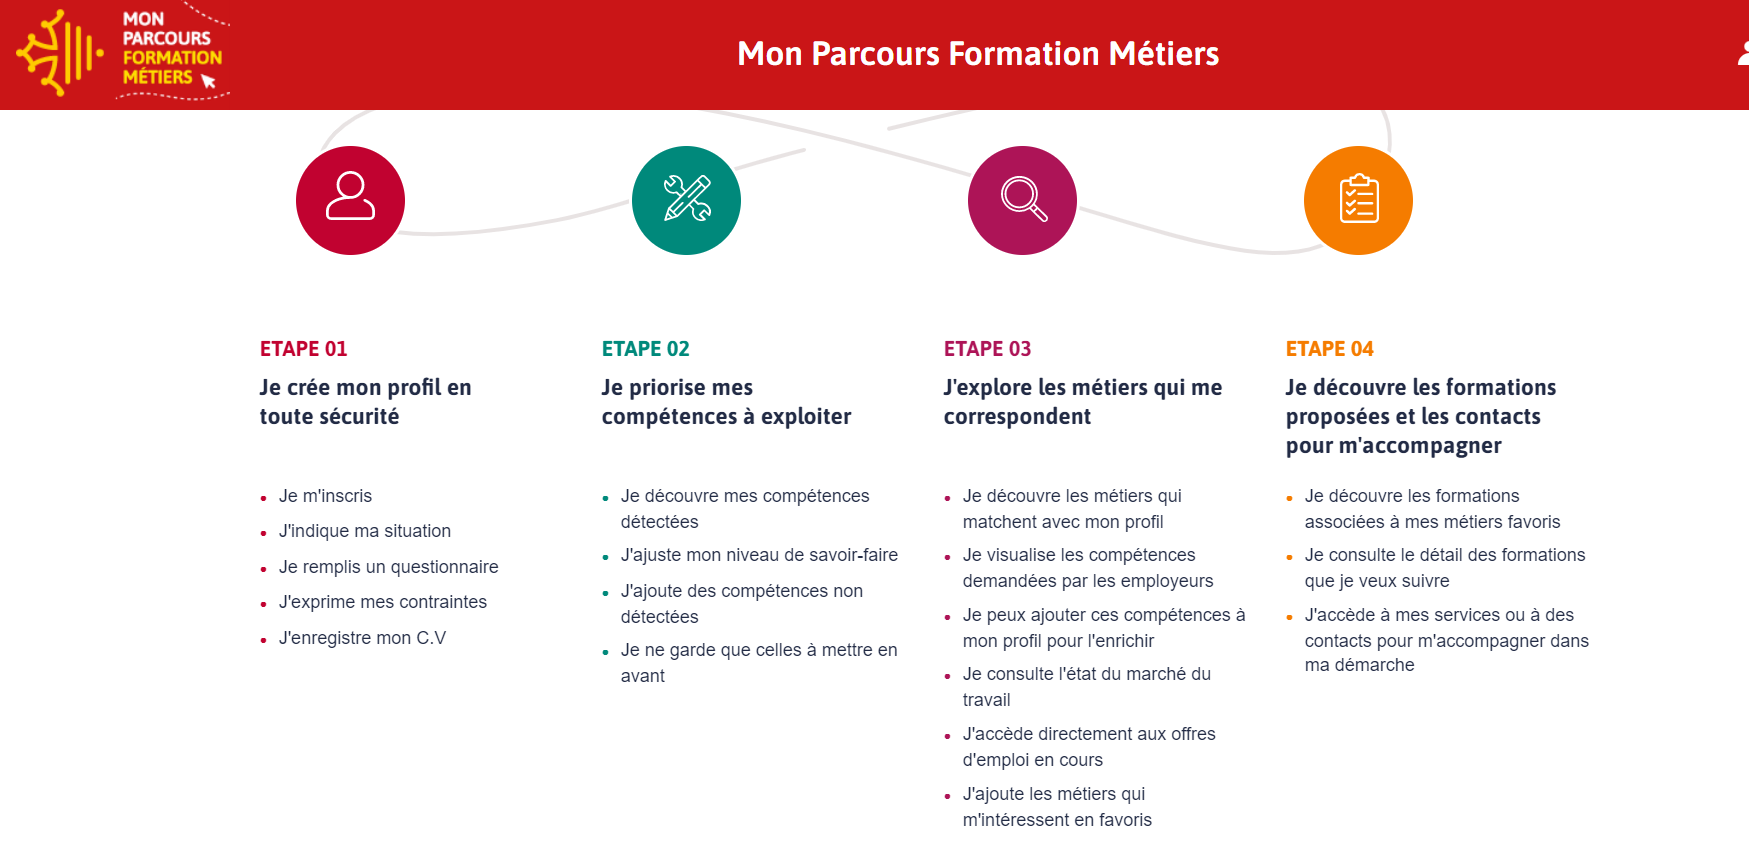 MON
PARCOURS
FORMATION
MÉTIERS
Mon Parcours Formation Métiers
ETAPE 01
Je crée mon profil en
toute sécurité
Je m'inscris
J'indique ma situation
Je remplis un questionnaire
J'exprime mes contraintes
J'enregistre mon C.V
ETAPE 02
Je priorise mes
compétences à exploiter
Je découvre mes compétences
détectées
J'ajuste mon niveau de savoir-faire
J'ajoute des compétences non
détectées
Je ne garde que celles à mettre en
avant
ETAPE 03
J'explore les métiers qui me
correspondent
Je découvre les métiers qui
matchent avec mon profil
Je visualise les compétences
demandées par les employeurs
Je peux ajouter ces compétences à
mon profil pour l'enrichir
Je consulte l'état du marché du
travail
J'accède directement aux offres
d'emploi en cours
J'ajoute les métiers qui
m'intéressent en favoris
ETAPE 04
Je découvre les formations
proposées et les contacts
pour m'accompagner
Je découvre les formations
associées à mes métiers favoris
Je consulte le détail des formations
que je veux suivre
J'accède à mes services ou à des
contacts pour m'accompagner dans
ma démarche